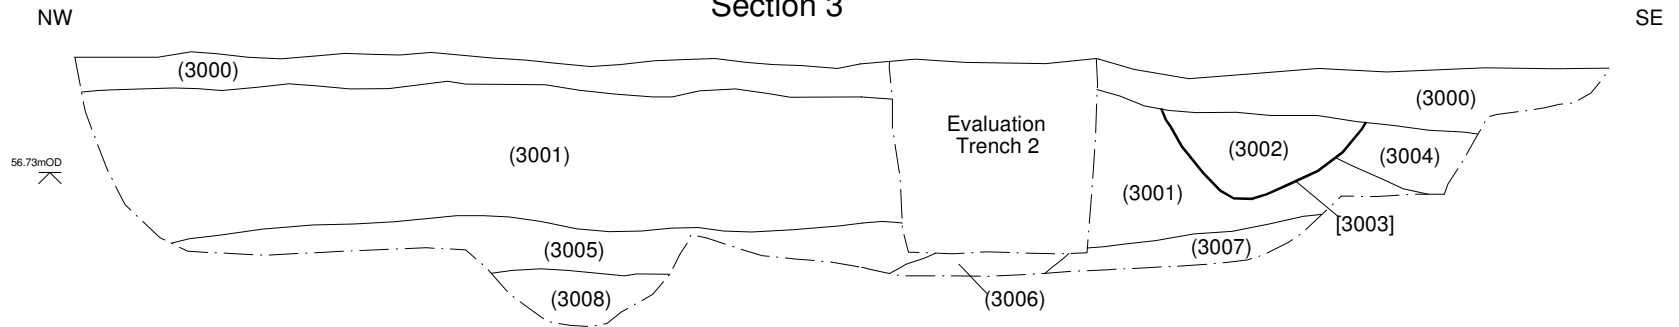 Section 3
NW
SE
(3000)
(3000)
Evaluation
Trench 2
(3001)
(3002)
(3004)
56.73mOD
(3001)
[3003]
(3005)
(3007)
(3008)
(3006)